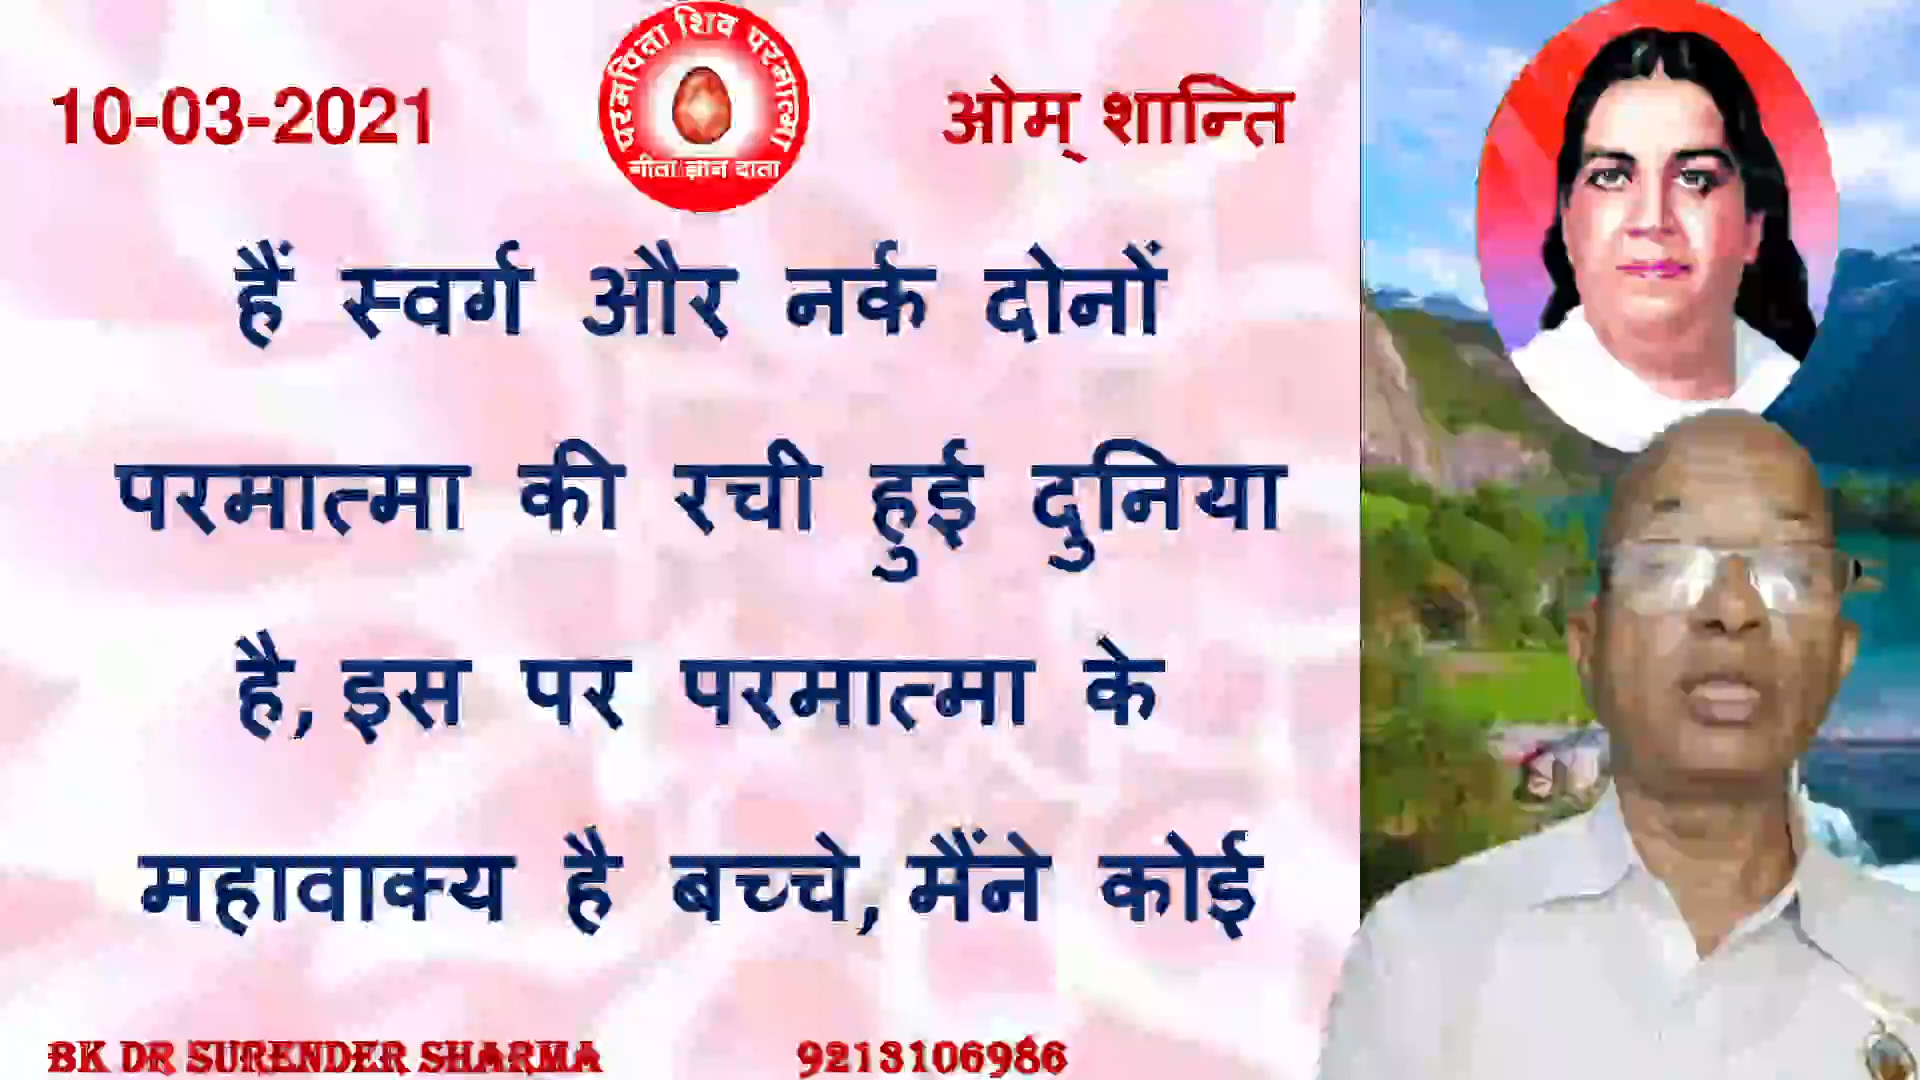 10-03-2021
परमपिता शिव परमात्मा
गीता ज्ञान दाता
ओम् शान्ति
हैं स्वर्ग और नर्क दोनों
परमात्मा की रची हुई दुनिया
है, इस पर परमात्मा के
महावाक्य है बच्चे, मैंने कोई
BK DR SURENDER SHARMA
9213106986